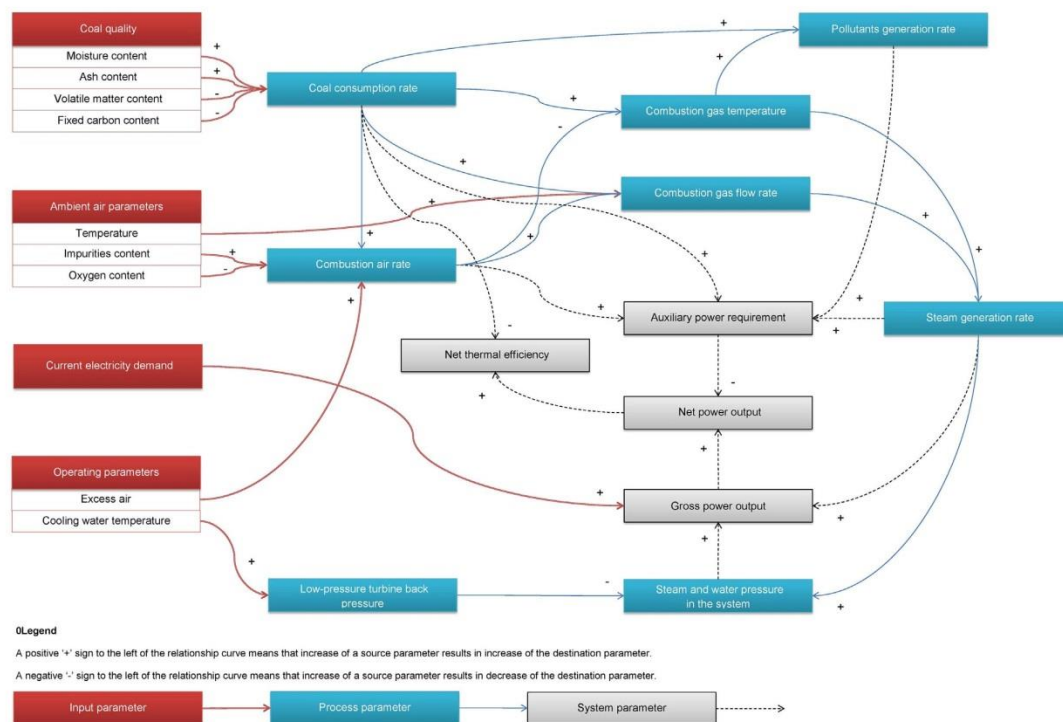 Coal quality
Moisture content
Ash content
Volatile matter content
Fixed carbon content
+
+
-
-
Coal consumption rate
Pollutants generation rate
+
+
Combustion gas temperature
+
-
Combustion gas flow rate
+
+
+
Ambient air parameters
Temperature
Impurities content
Oxygen content
+
-
Combustion air rate
+
+
+
+
+
Auxiliary power requirement
+
+
Steam generation rate
+
+
Net thermal efficiency
-
+
-
Current electricity demand
Net power output
+
+
Operating parameters
Excess air
Cooling water temperature
Gross power output
+
+
+
Low-pressure turbine back
pressure
-
Steam and water pressure
in the system
+
0Legend
A positive ‘+’ sign to the left of the relationship curve means that increase of a source parameter results in increase of the destination parameter.
A negative ‘-’ sign to the left of the relationship curve means that increase of a source parameter results in decrease of the destination parameter.
Input parameter
Process parameter
System parameter